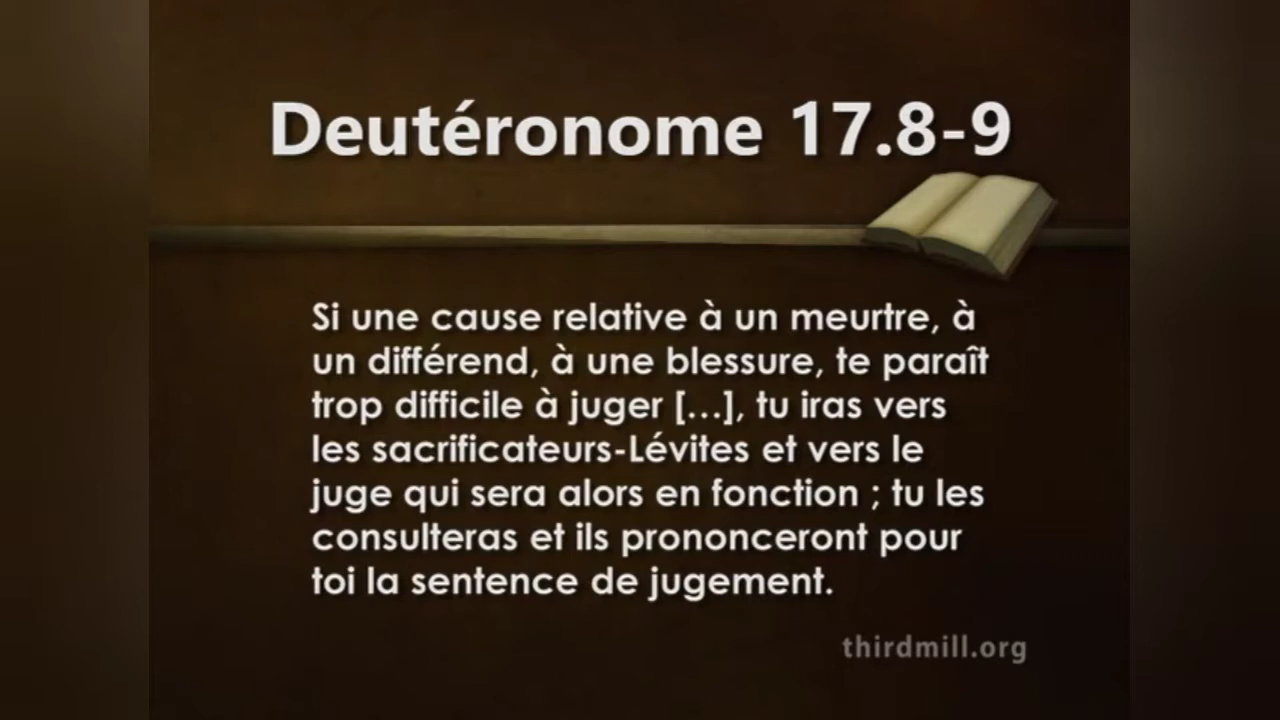 Deutéronome 17.8-9
Si une cause relative à un meurtre, à
un différend, à une blessure, te paraît
trop difficile à juger [...], tu iras vers
les sacrificateurs-Lévites et vers le
juge qui sera alors en fonction ; tu les
consulteras et ils prononceront pour
toi la sentence de jugement.
thirdmill.org